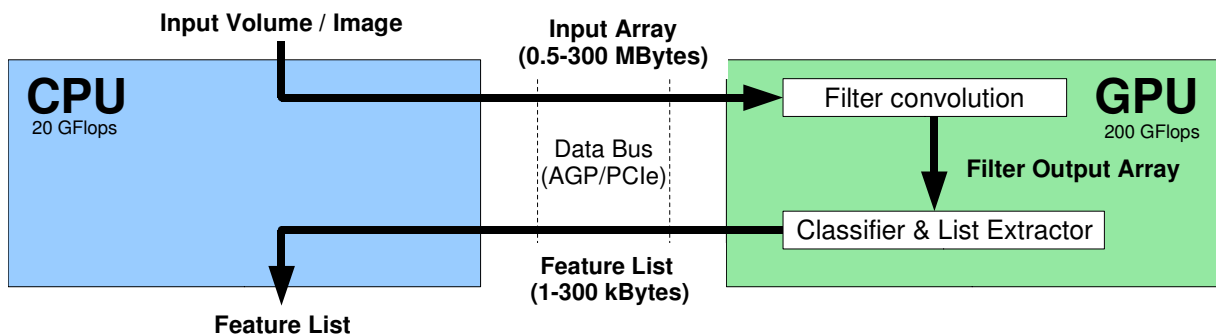 Input Volume / Image
Input Array
(0.5-300 MBytes)
CPU
20 GFlops
Filter convolution
GPU
200 GFlops
Data Bus
(AGP/PCIe)
Filter Output Array
Classifier & List Extractor
Feature List
(1-300 kBytes)
Feature List